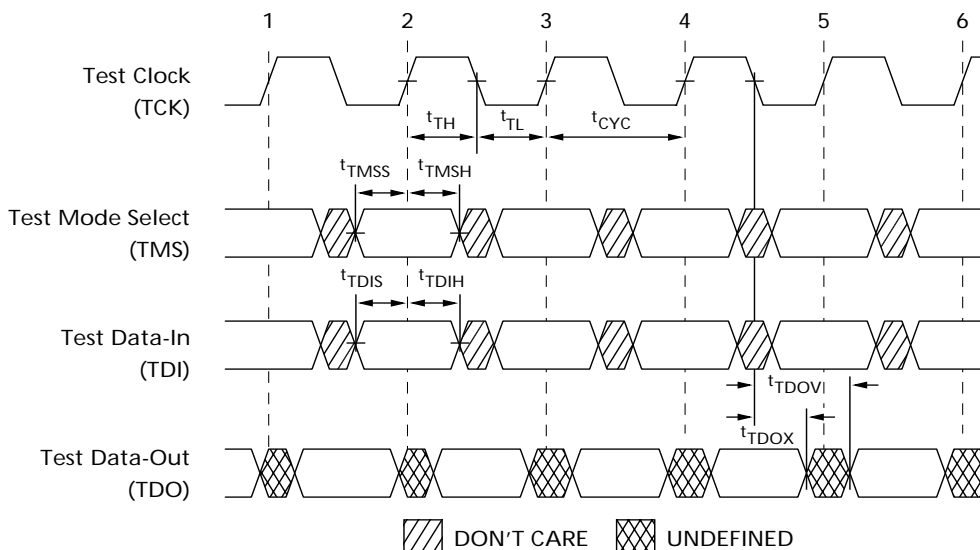 1 2 3 4 5 6
Test Clock
(TCK)
tTH tTL tCYC
tTMSS tTMSH
Test Mode Select
(TMS)
tTDIS tTDIH
Test Data-In
(TDI)
tTDOV
tTDOX
Test Data-Out
(TDO)
DON'T CARE UNDEFINED